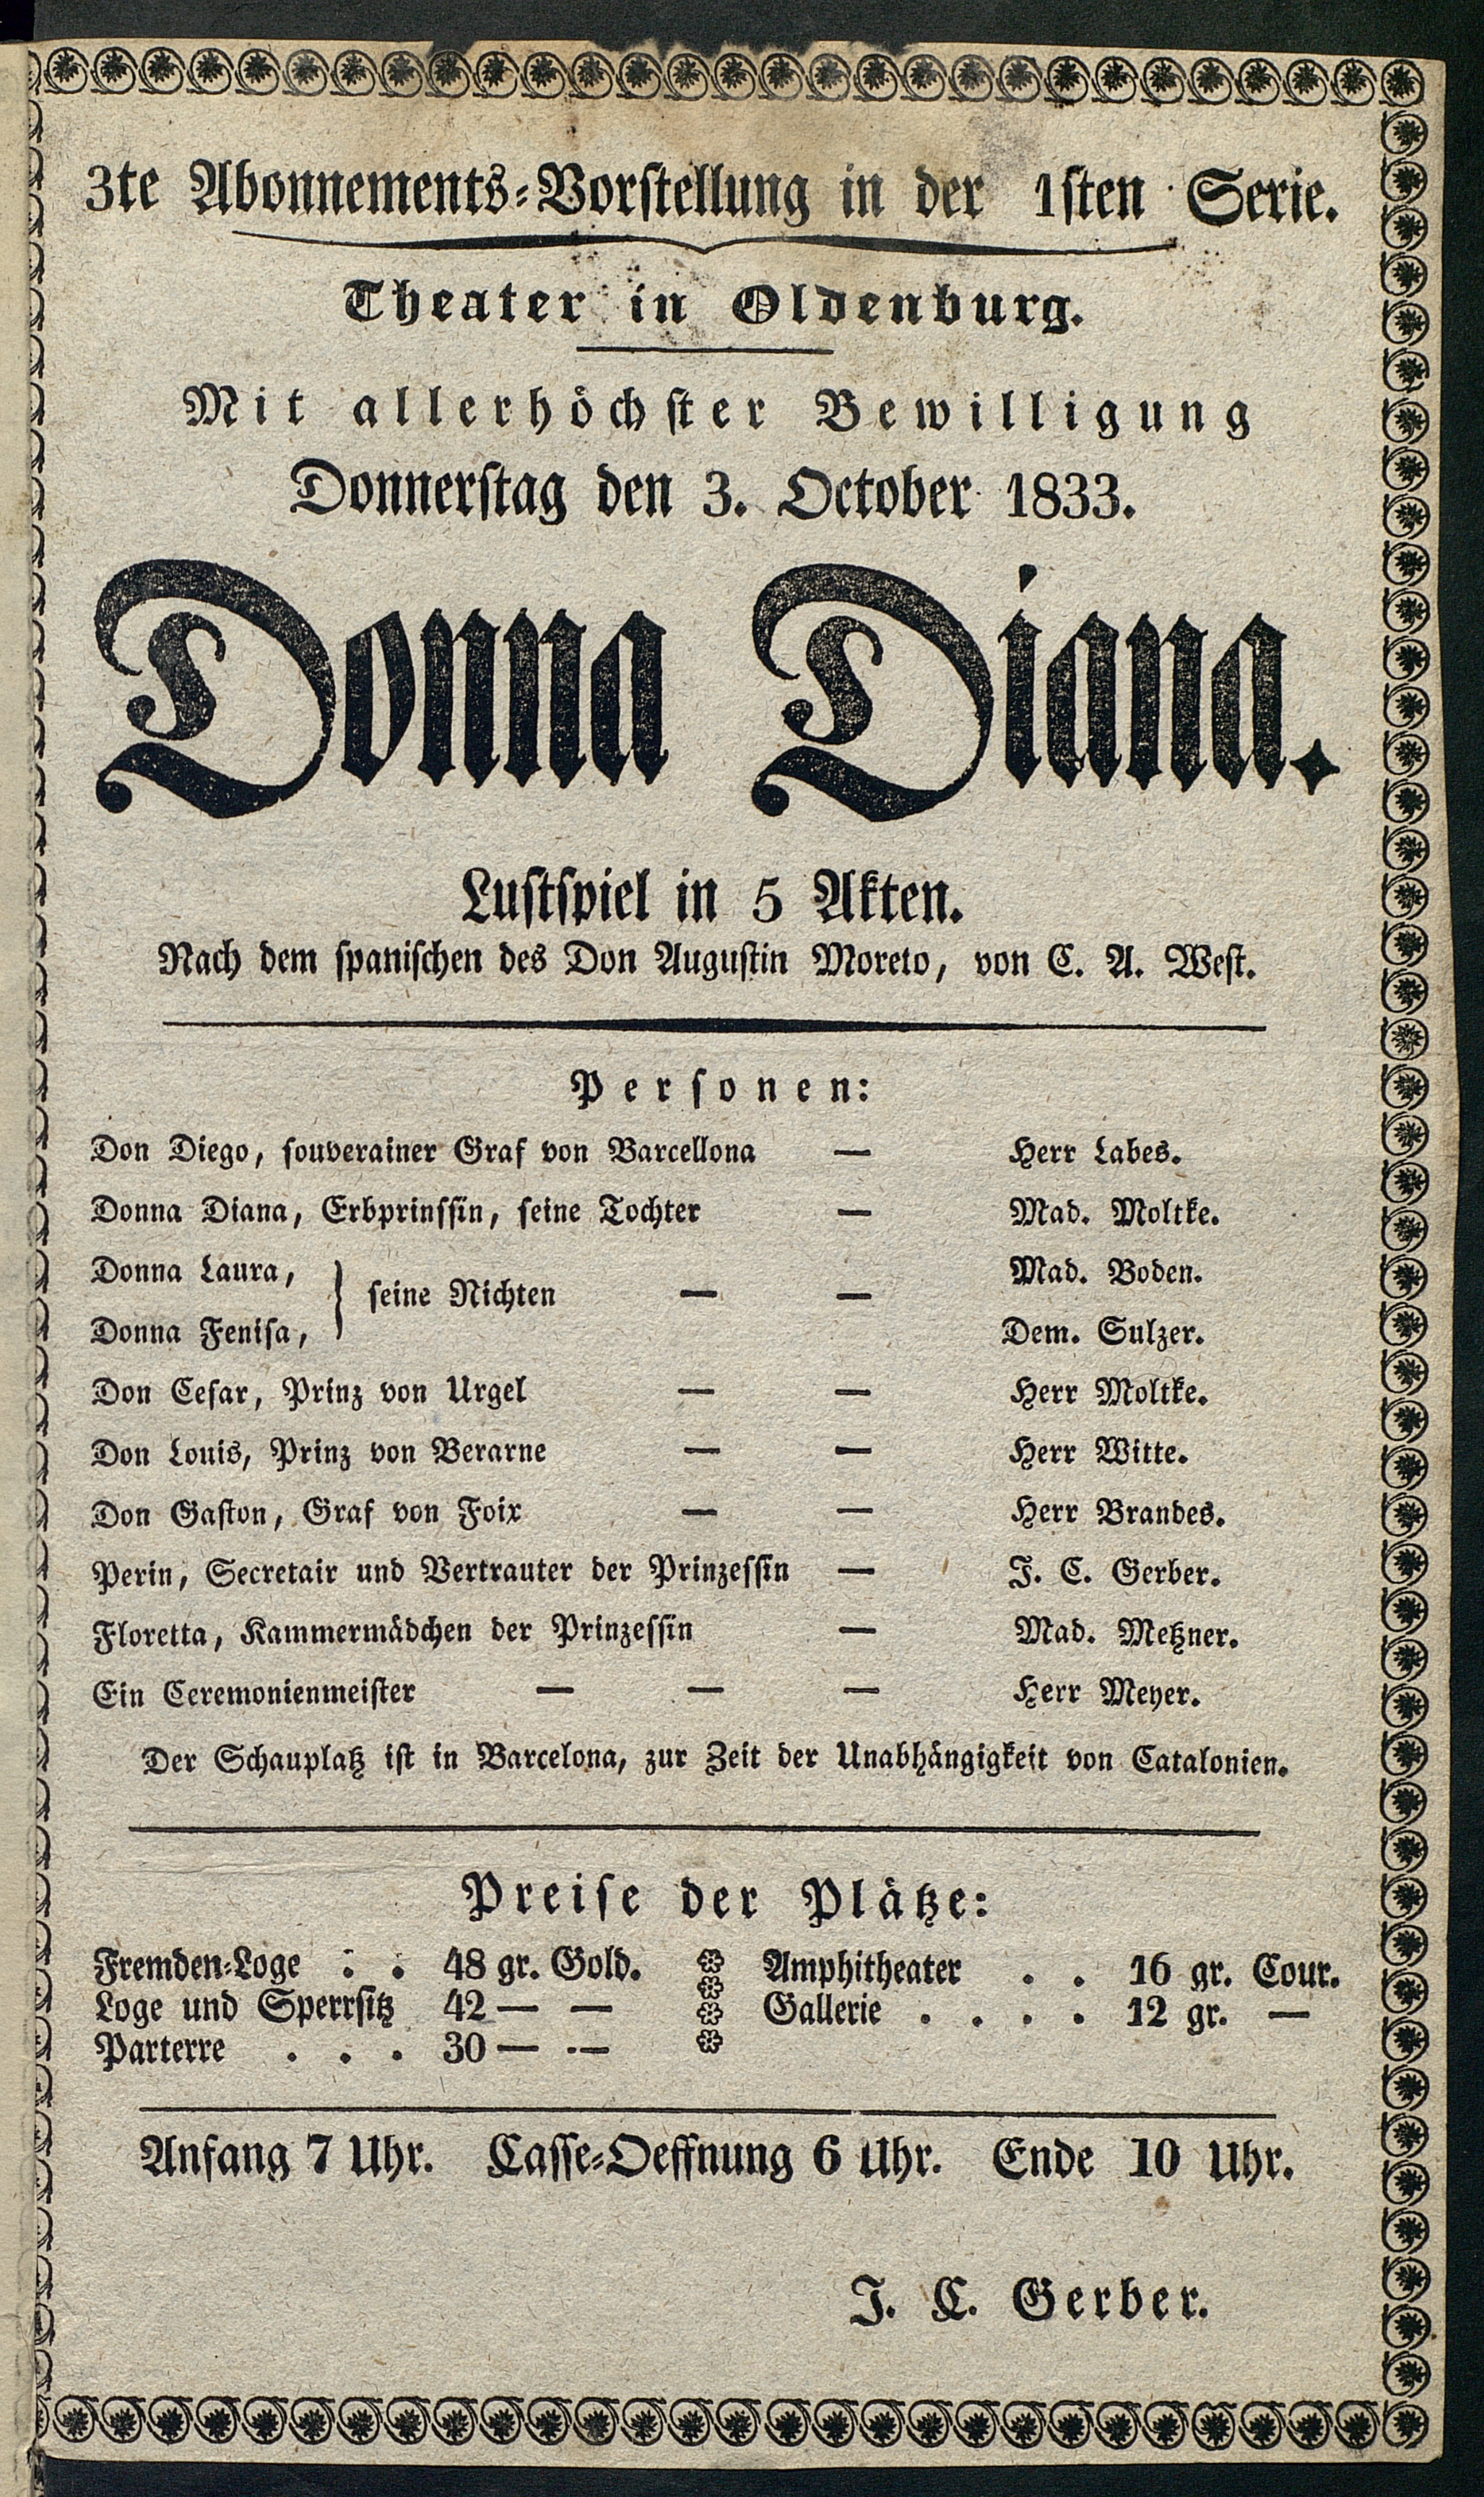 3te Abonnements-Vorstellung in der 1sten Serie.
Theater in Oldenburg.
Mit allerhöchster Bewilligung
Donnerstag den 3. October 1833.
Donna Diana.
Lustspiel in 5 Akten.
Nach dem spanischen des Don Augustin Moreto, von C. A. West.
Personen:
Don Diego, souverainer Graf von Barcellona — Herr Labes.
Donna Diana, Erbprinssin, seine Tochter — Mad. Moltke.
Donna Laura, } seine Nichten — — Mad. Boden.
Donna Fenisa, Dem. Sulzer.
Don Cesar, Prinz von Urgel — — Herr Moltke.
Don Louis, Prinz von Berarne — — Herr Witte.
Don Gaston, Graf von Foix — — Herr Brandes.
Perin, Secretair und Vertrauter der Prinzessin — J. C. Gerber.
Floretta, Kammermädchen der Prinzessin — Mad. Metzner.
Ein Ceremonienmeister — — — Herr Meyer.
Der Schauplatz ist in Barcelona, zur Zeit der Unabhängigkeit von Catalonien.
Preise der Plätze:
Fremden-Loge . . 48 gr. Gold.
Loge und Sperrsitz 42 — —
Parterre . . . 30 — —
Amphitheater . . 16 gr. Cour.
Gallerie . . . . 12 gr. —
Anfang 7 Uhr. Casse-Oeffnung 6 Uhr. Ende 10 Uhr.
J. C. Gerber.